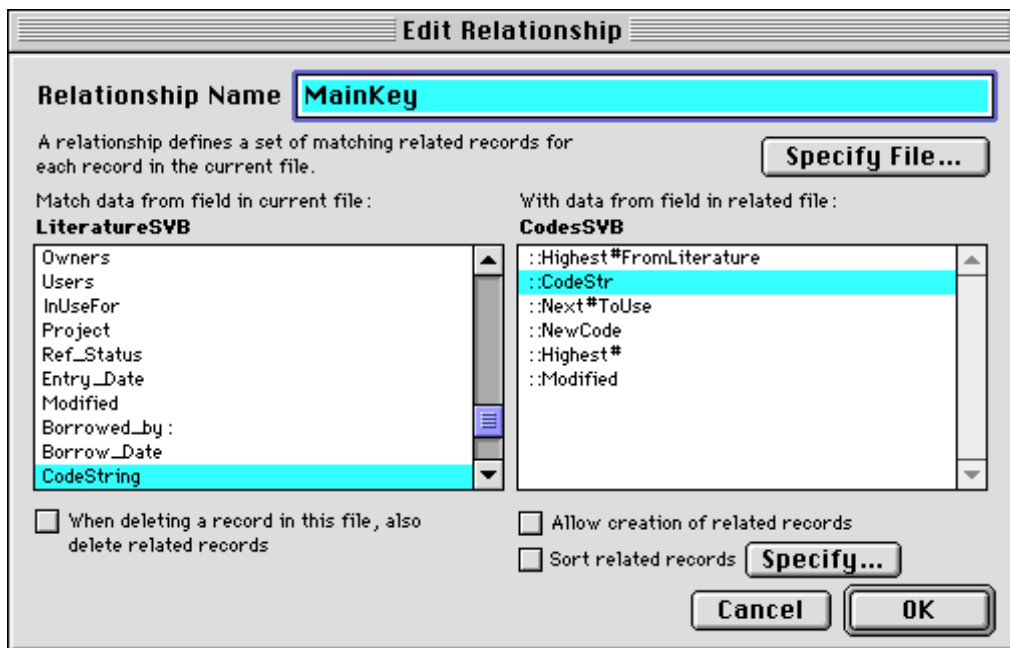 Edit Relationship
Relationship Name MainKey
A relationship defines a set of matching related records for
each record in the current file.
Specify File...
Match data from field in current file:
LiteratureSVB
Owners
Users
InUseFor
Project
Ref_Status
Entry_Date
Modified
Borrowed_by:
Borrow_Date
CodeString
With data from field in related file:
CodesSVB
::Highest#FromLiterature
::CodeStr
::Next#ToUse
::NewCode
::Highest#
::Modified
When deleting a record in this file, also
delete related records
Allow creation of related records
Sort related records Specify...
Cancel OK